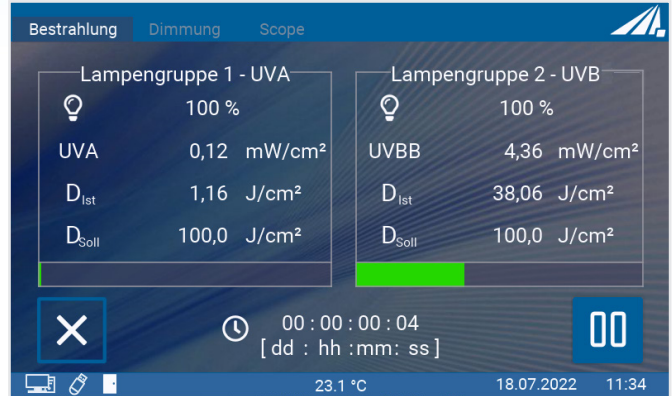 Bestrahlung Dimmung Scope
Lampengruppe 1 - UVA
100 %
UVA 0,12 mW/cm²
DIst 1,16 J/cm²
DSoll 100,0 J/cm²
Lampengruppe 2 - UVB
100 %
UVBB 4,36 mW/cm²
DIst 38,06 J/cm²
DSoll 100,0 J/cm²
00 : 00 : 00 : 04
[ dd : hh : mm : ss ]
23.1 °C 18.07.2022 11:34